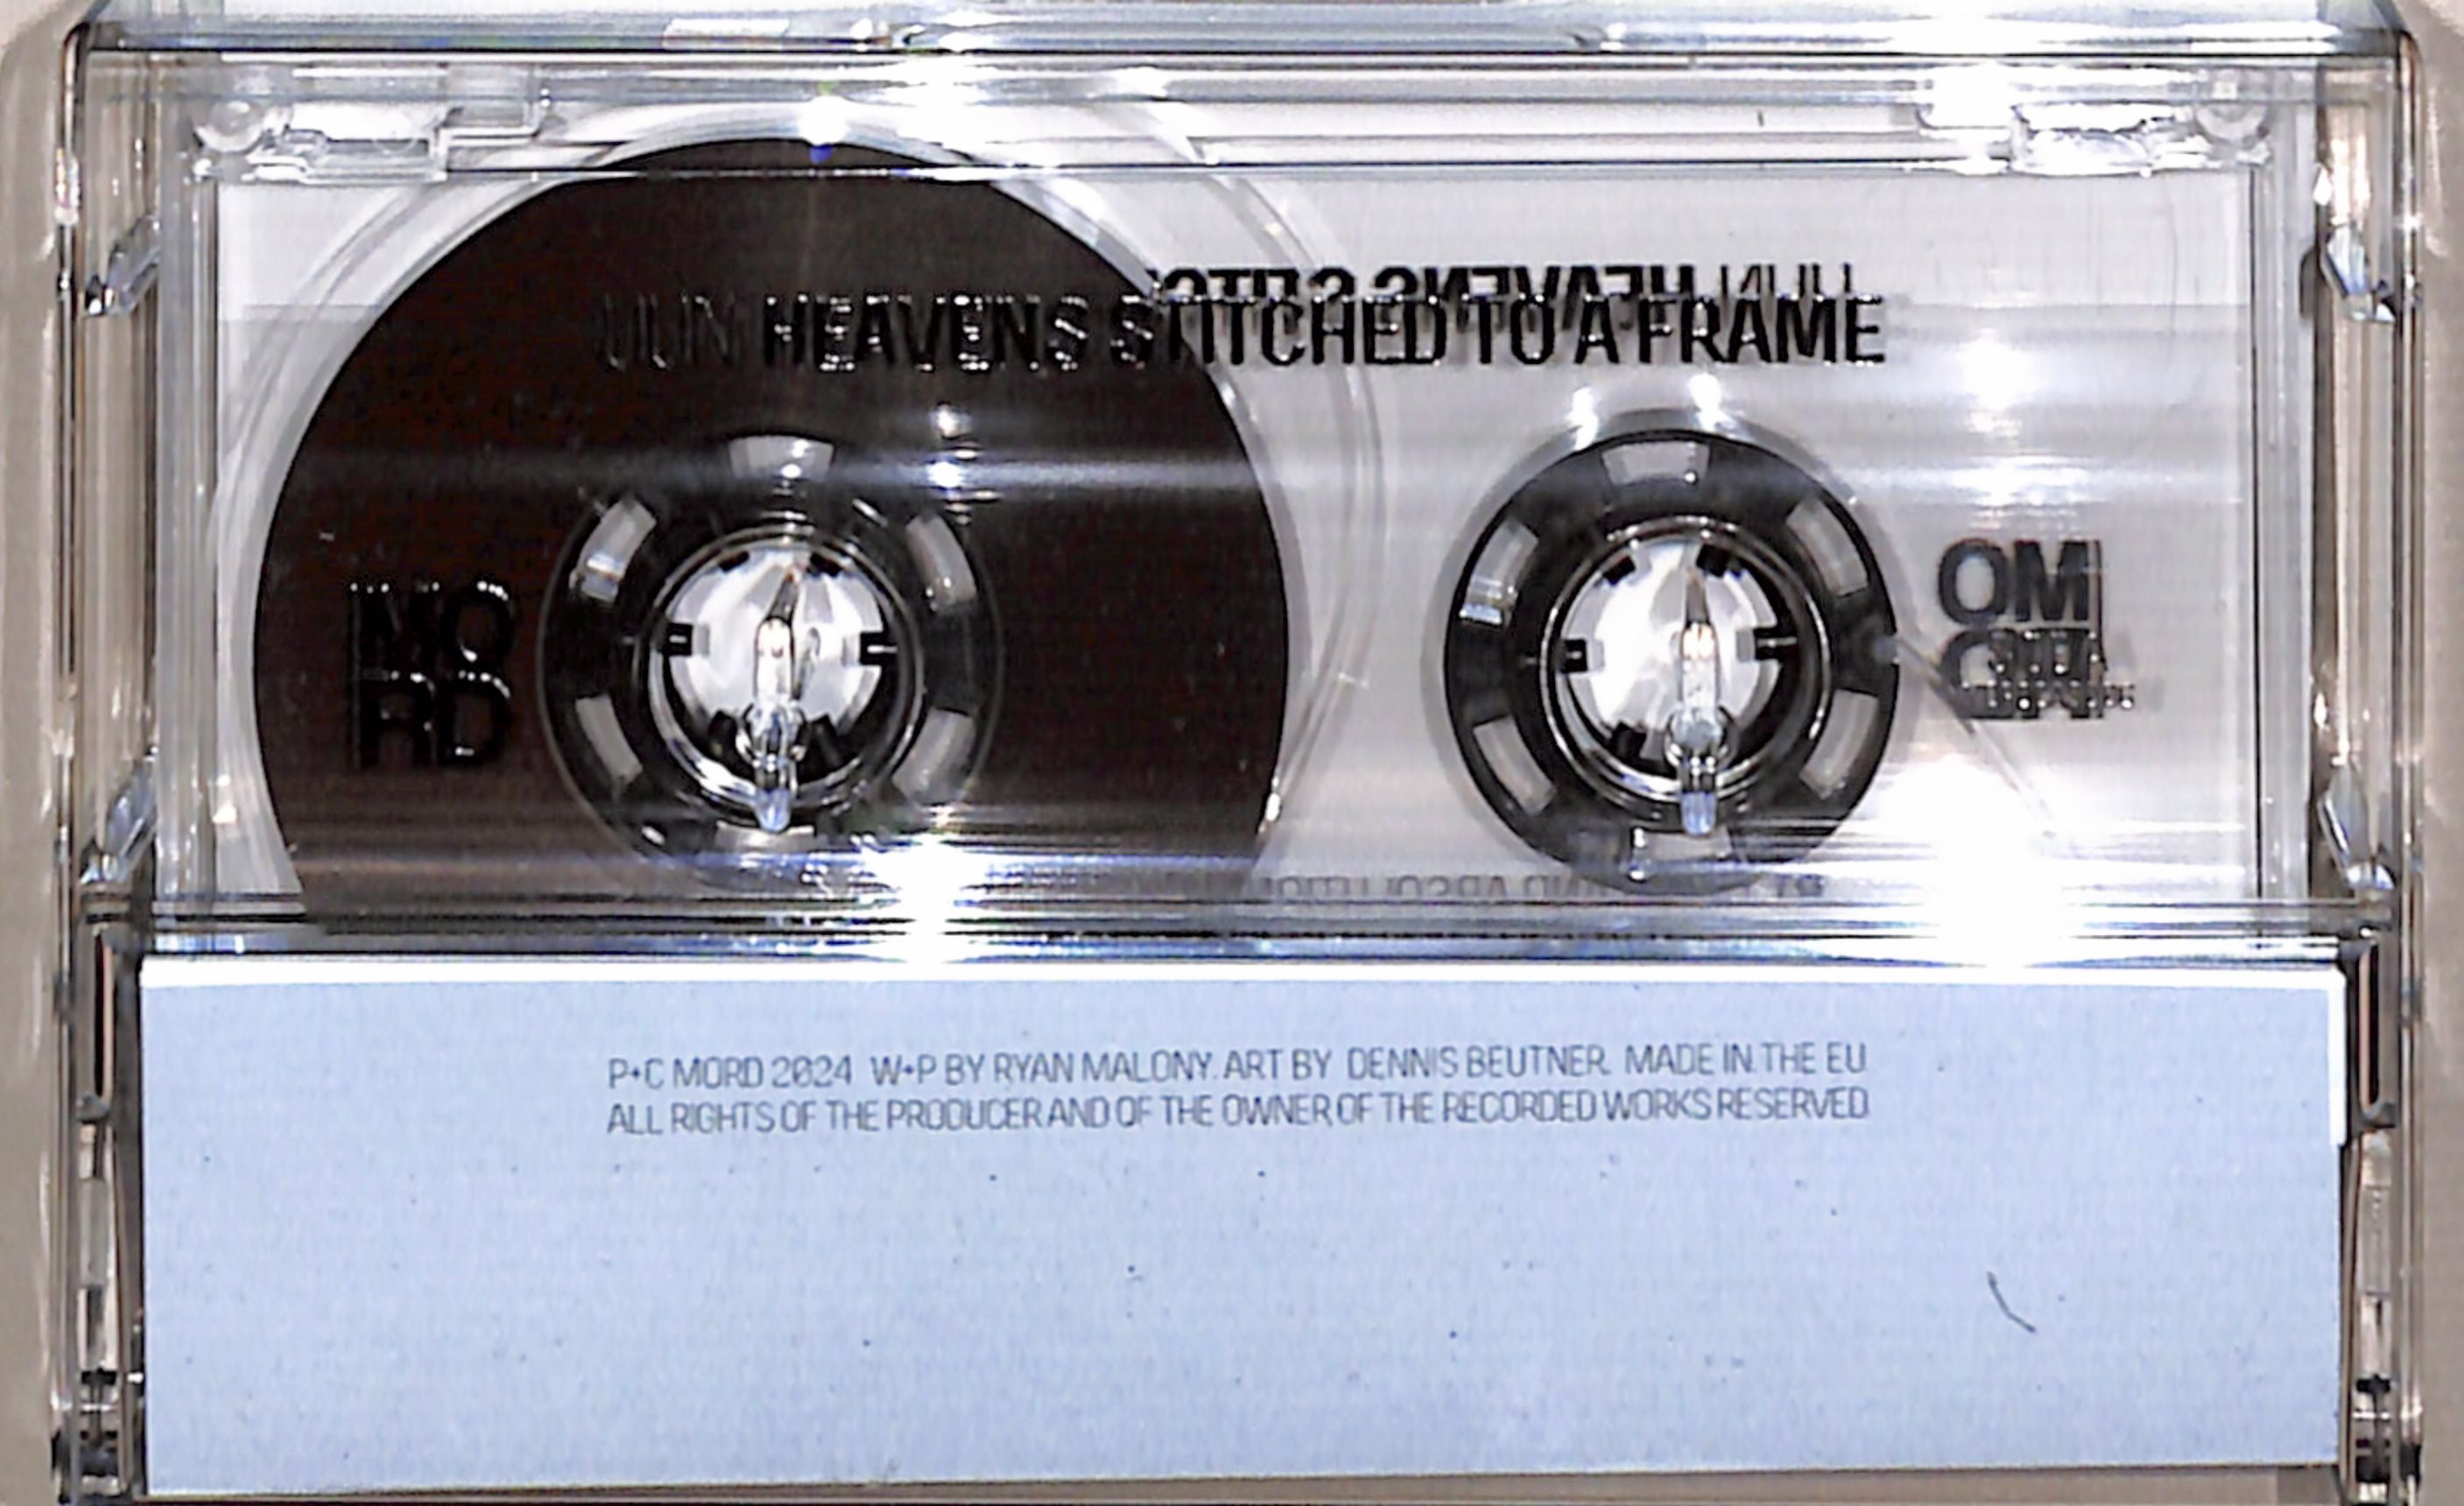 UUN HEAVENS STITCHED TO A FRAME
MO
RD
P+C MORD 2024 W+P BY RYAN MALONY. ART BY DENNIS BEUTNER. MADE IN THE EU
ALL RIGHTS OF THE PRODUCER AND OF THE OWNER OF THE RECORDED WORKS RESERVED.